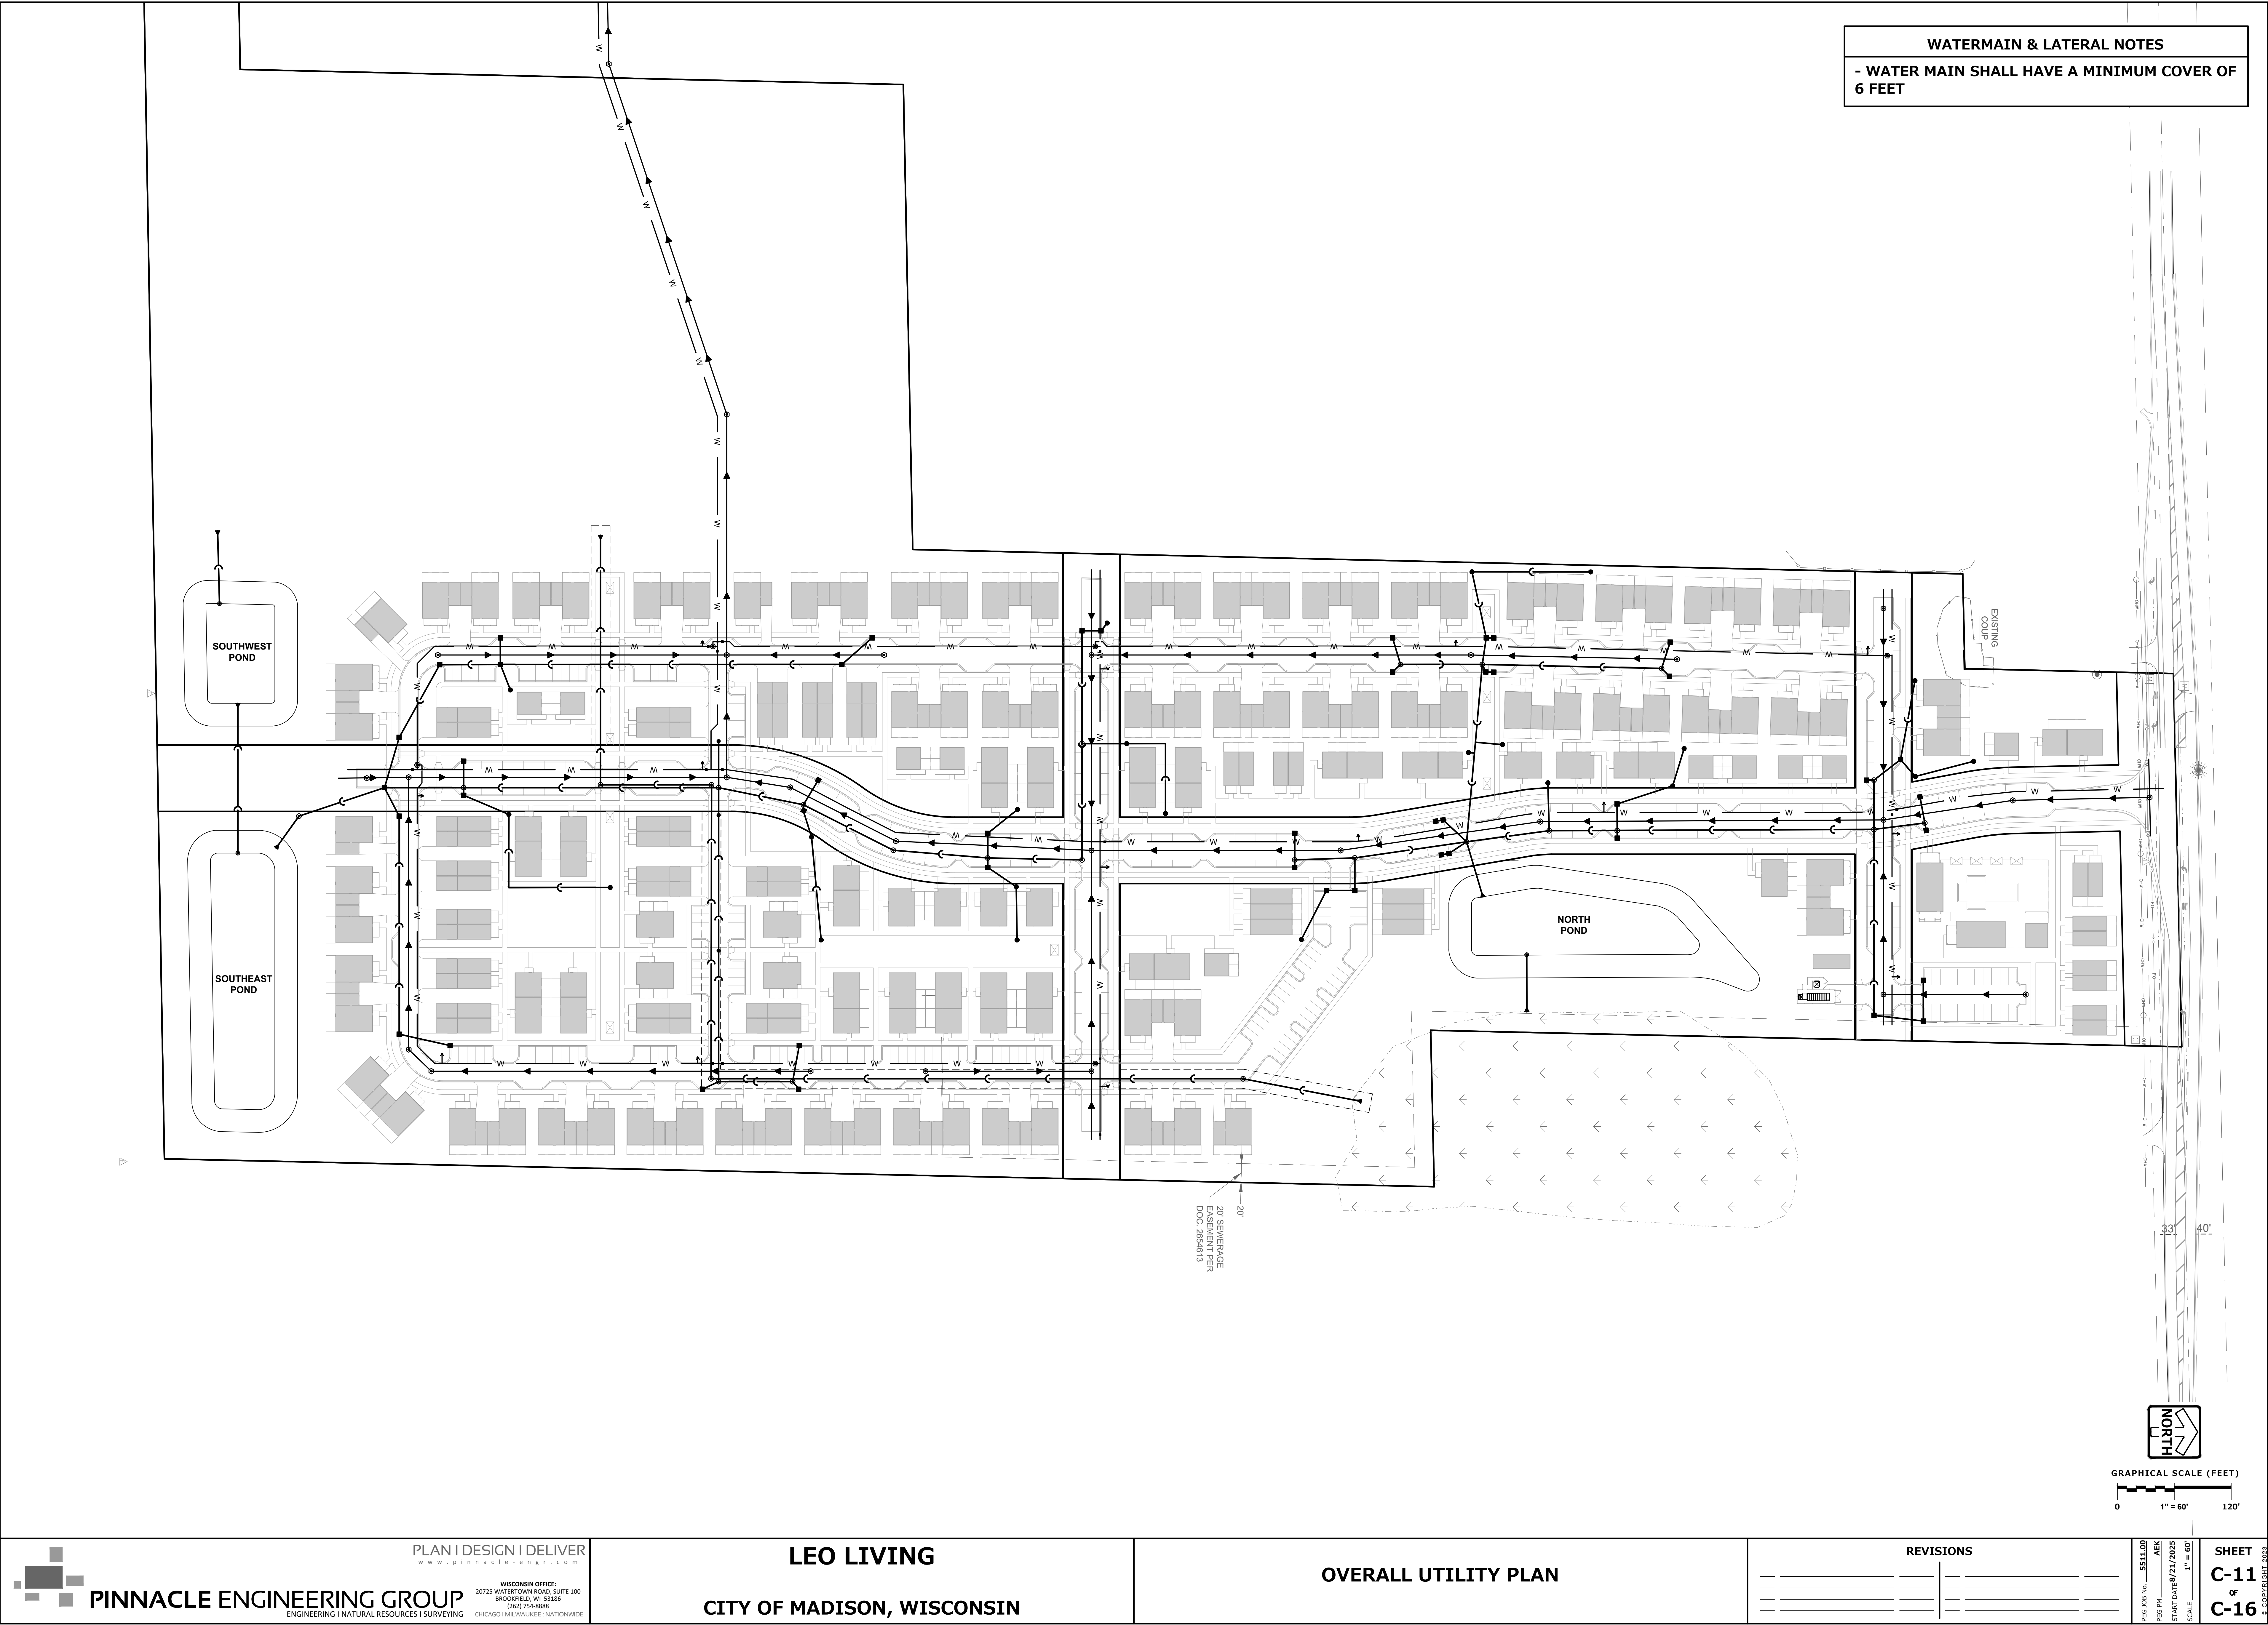 WATERMAIN & LATERAL NOTES
- WATER MAIN SHALL HAVE A MINIMUM COVER OF
6 FEET
SOUTHWEST
POND
SOUTHEAST
POND
NORTH
POND
EXISTING
COUP
20'
20' SEWERAGE
EASEMENT PER
DOC. 2654613
33'
40'
NORTH
GRAPHICAL SCALE (FEET)
0
1" = 60'
120'
PLAN I DESIGN I DELIVER
www.pinnacle-engr.com
PINNACLE ENGINEERING GROUP
ENGINEERING I NATURAL RESOURCES I SURVEYING
WISCONSIN OFFICE:
20725 WATERTOWN ROAD, SUITE 100
BROOKFIELD, WI 53186
(262) 754-8888
CHICAGO I MILWAUKEE : NATIONWIDE
LEO LIVING
CITY OF MADISON, WISCONSIN
OVERALL UTILITY PLAN
REVISIONS
PEG JOB No. 5511.00
PEG PM AEK
START DATE 8/21/2025
SCALE 1" = 60'
SHEET
C-11
OF
C-16
© COPYRIGHT 2023